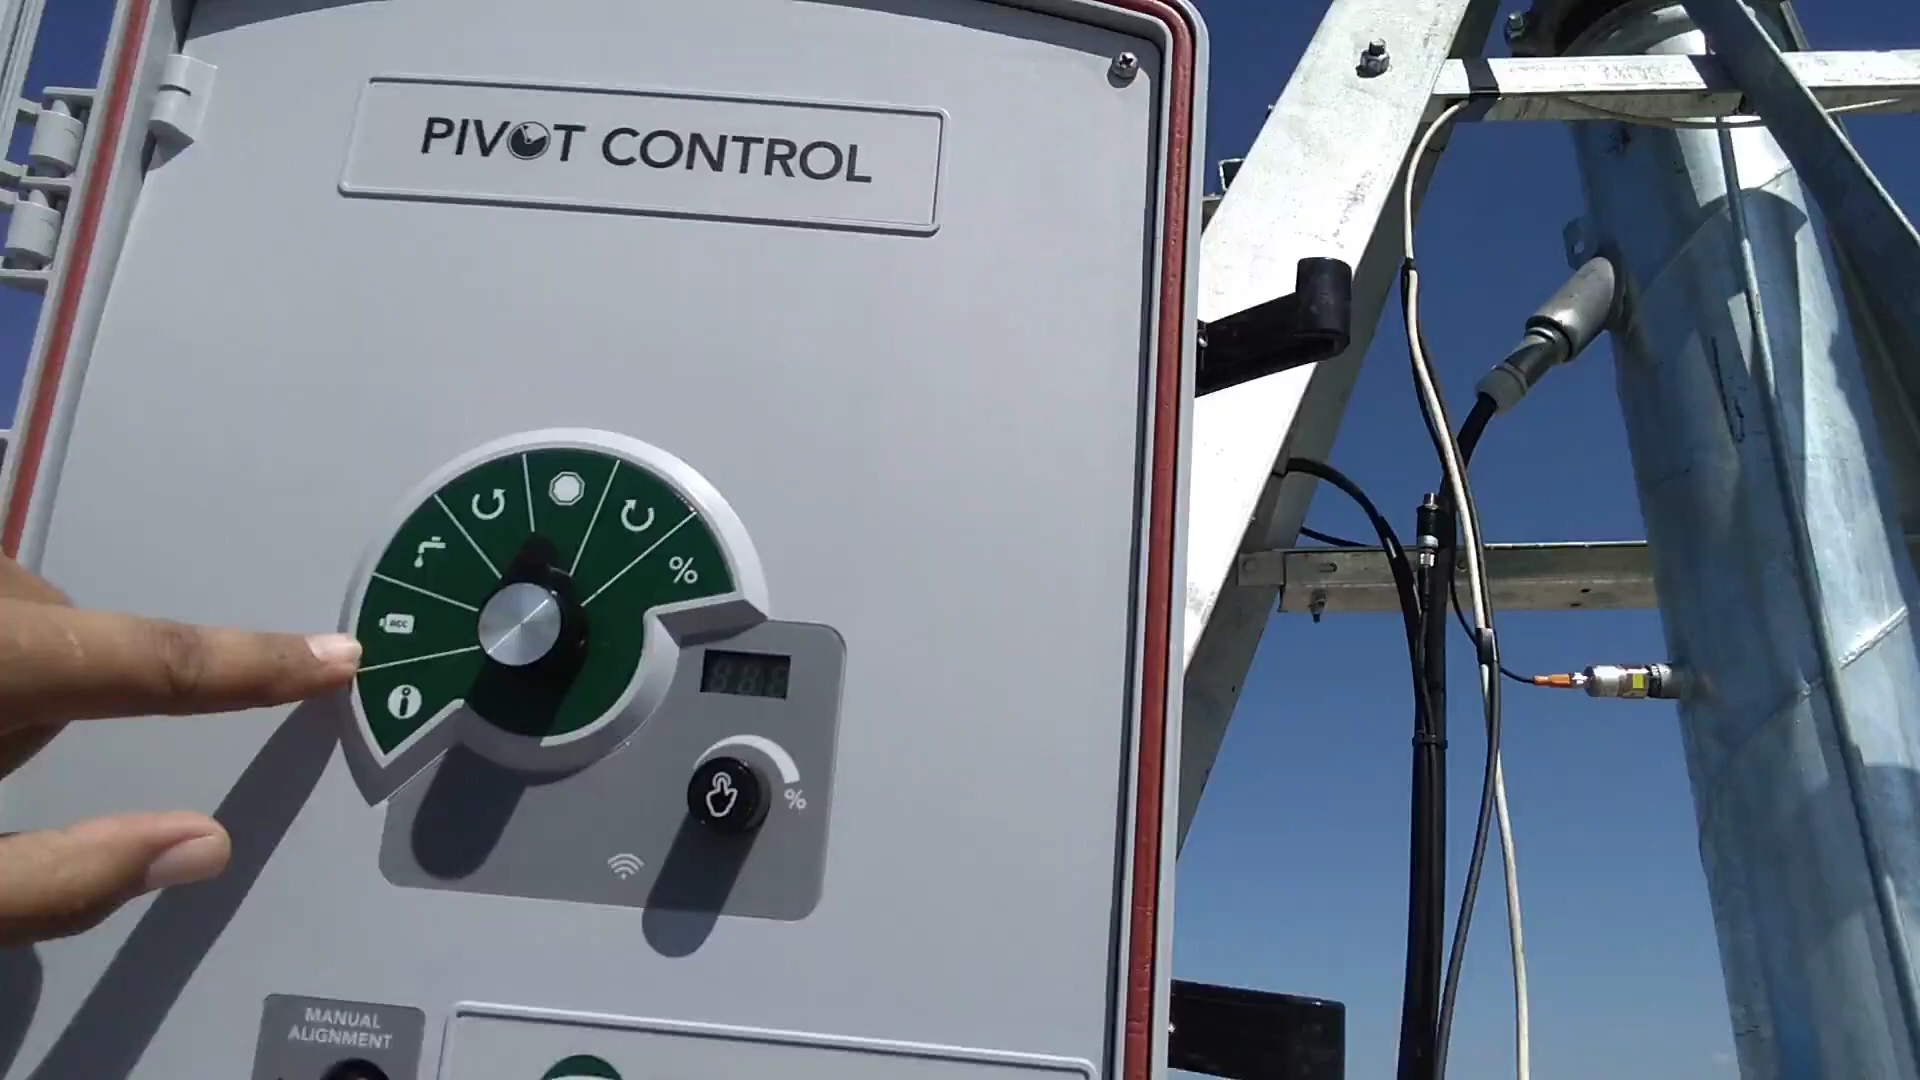 PIVOT CONTROL
%
acc
i
%
MANUAL
ALIGNMENT